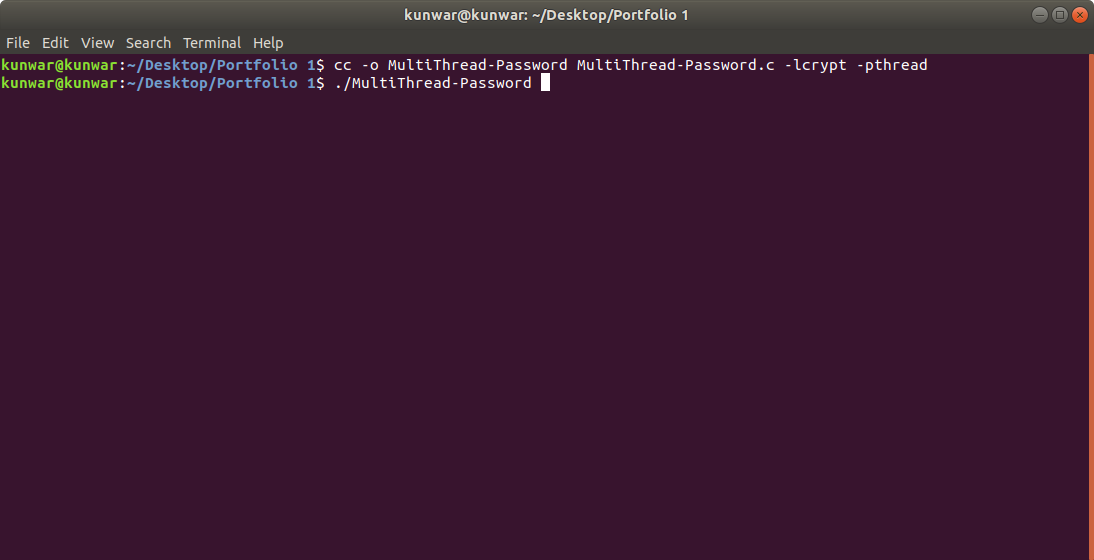 kunwar@kunwar: ~/Desktop/Portfolio 1
File Edit View Search Terminal Help
kunwar@kunwar:~/Desktop/Portfolio 1$ cc -o MultiThread-Password MultiThread-Password.c -lcrypt -pthread
kunwar@kunwar:~/Desktop/Portfolio 1$ ./MultiThread-Password